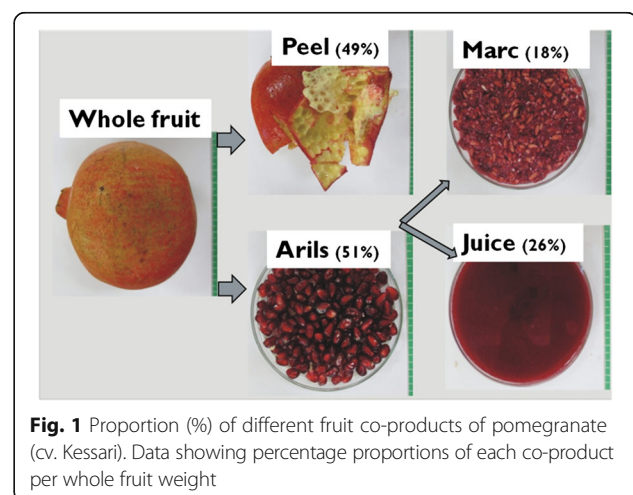 Peel (49%)
Marc (18%)
Whole fruit
Arils (51%)
Juice (26%)
Fig. 1 Proportion (%) of different fruit co-products of pomegranate
(cv. Kessari). Data showing percentage proportions of each co-product
per whole fruit weight